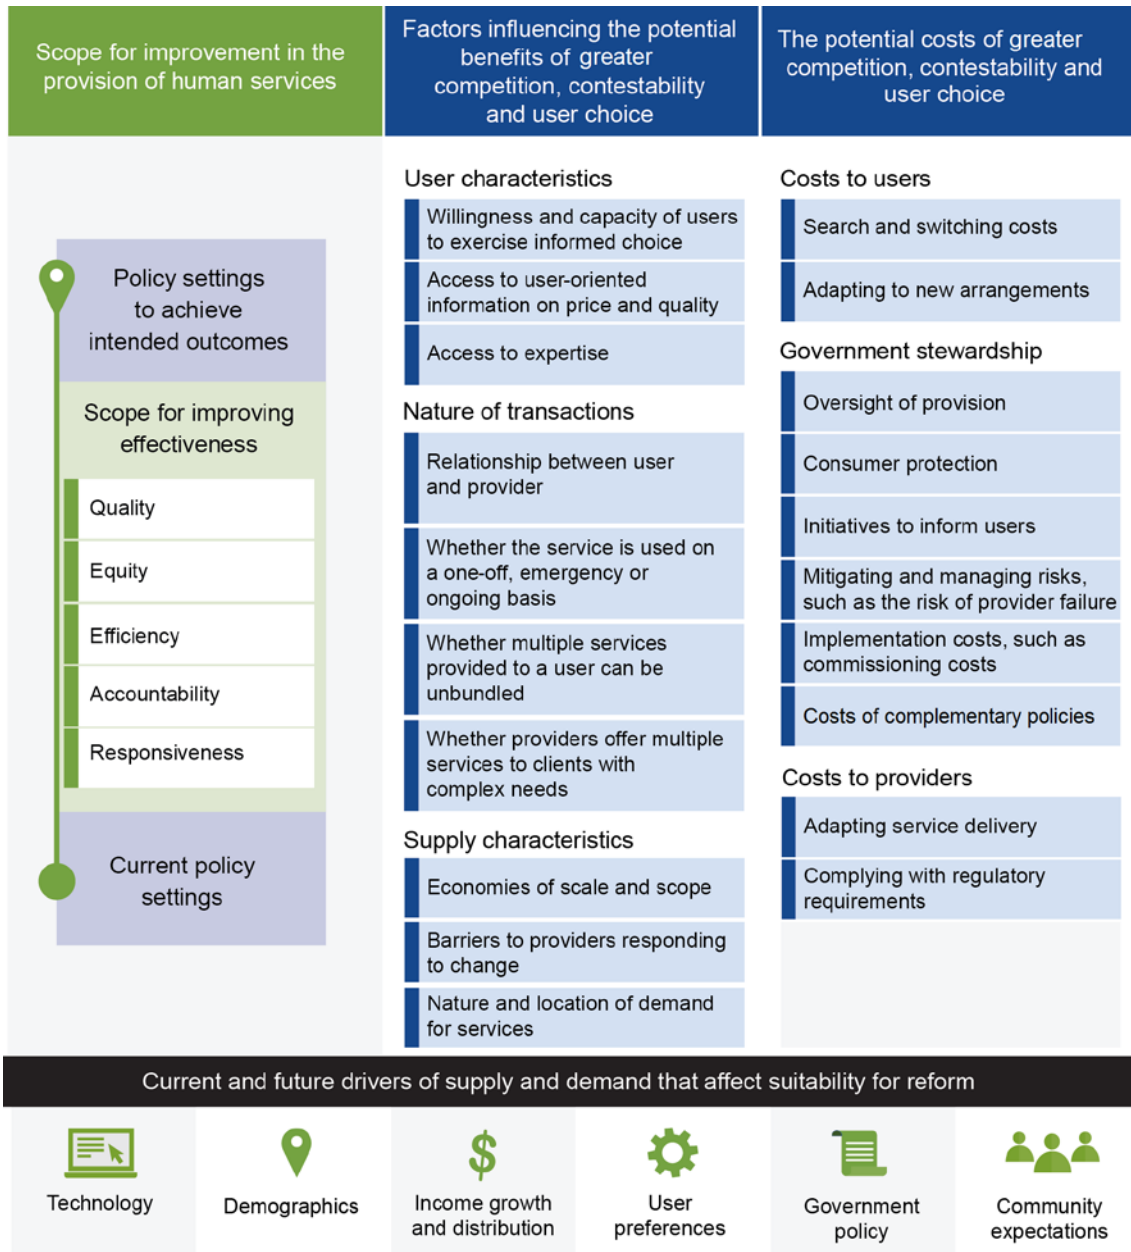 Scope for improvement in the
provision of human services
Factors influencing the potential
benefits of greater
competition, contestability
and user choice
The potential costs of greater
competition, contestability and
user choice
Policy settings
to achieve
intended outcomes
Scope for improving
effectiveness
Quality
Equity
Efficiency
Accountability
Responsiveness
Current policy
settings
User characteristics
Willingness and capacity of users
to exercise informed choice
Access to user-oriented
information on price and quality
Access to expertise
Nature of transactions
Relationship between user
and provider
Whether the service is used on
a one-off, emergency or
ongoing basis
Whether multiple services
provided to a user can be
unbundled
Whether providers offer multiple
services to clients with
complex needs
Supply characteristics
Economies of scale and scope
Barriers to providers responding
to change
Nature and location of demand
for services
Costs to users
Search and switching costs
Adapting to new arrangements
Government stewardship
Oversight of provision
Consumer protection
Initiatives to inform users
Mitigating and managing risks,
such as the risk of provider failure
Implementation costs, such as
commissioning costs
Costs of complementary policies
Costs to providers
Adapting service delivery
Complying with regulatory
requirements
Current and future drivers of supply and demand that affect suitability for reform
Technology
Demographics
$
Income growth
and distribution
User
preferences
Government
policy
Community
expectations